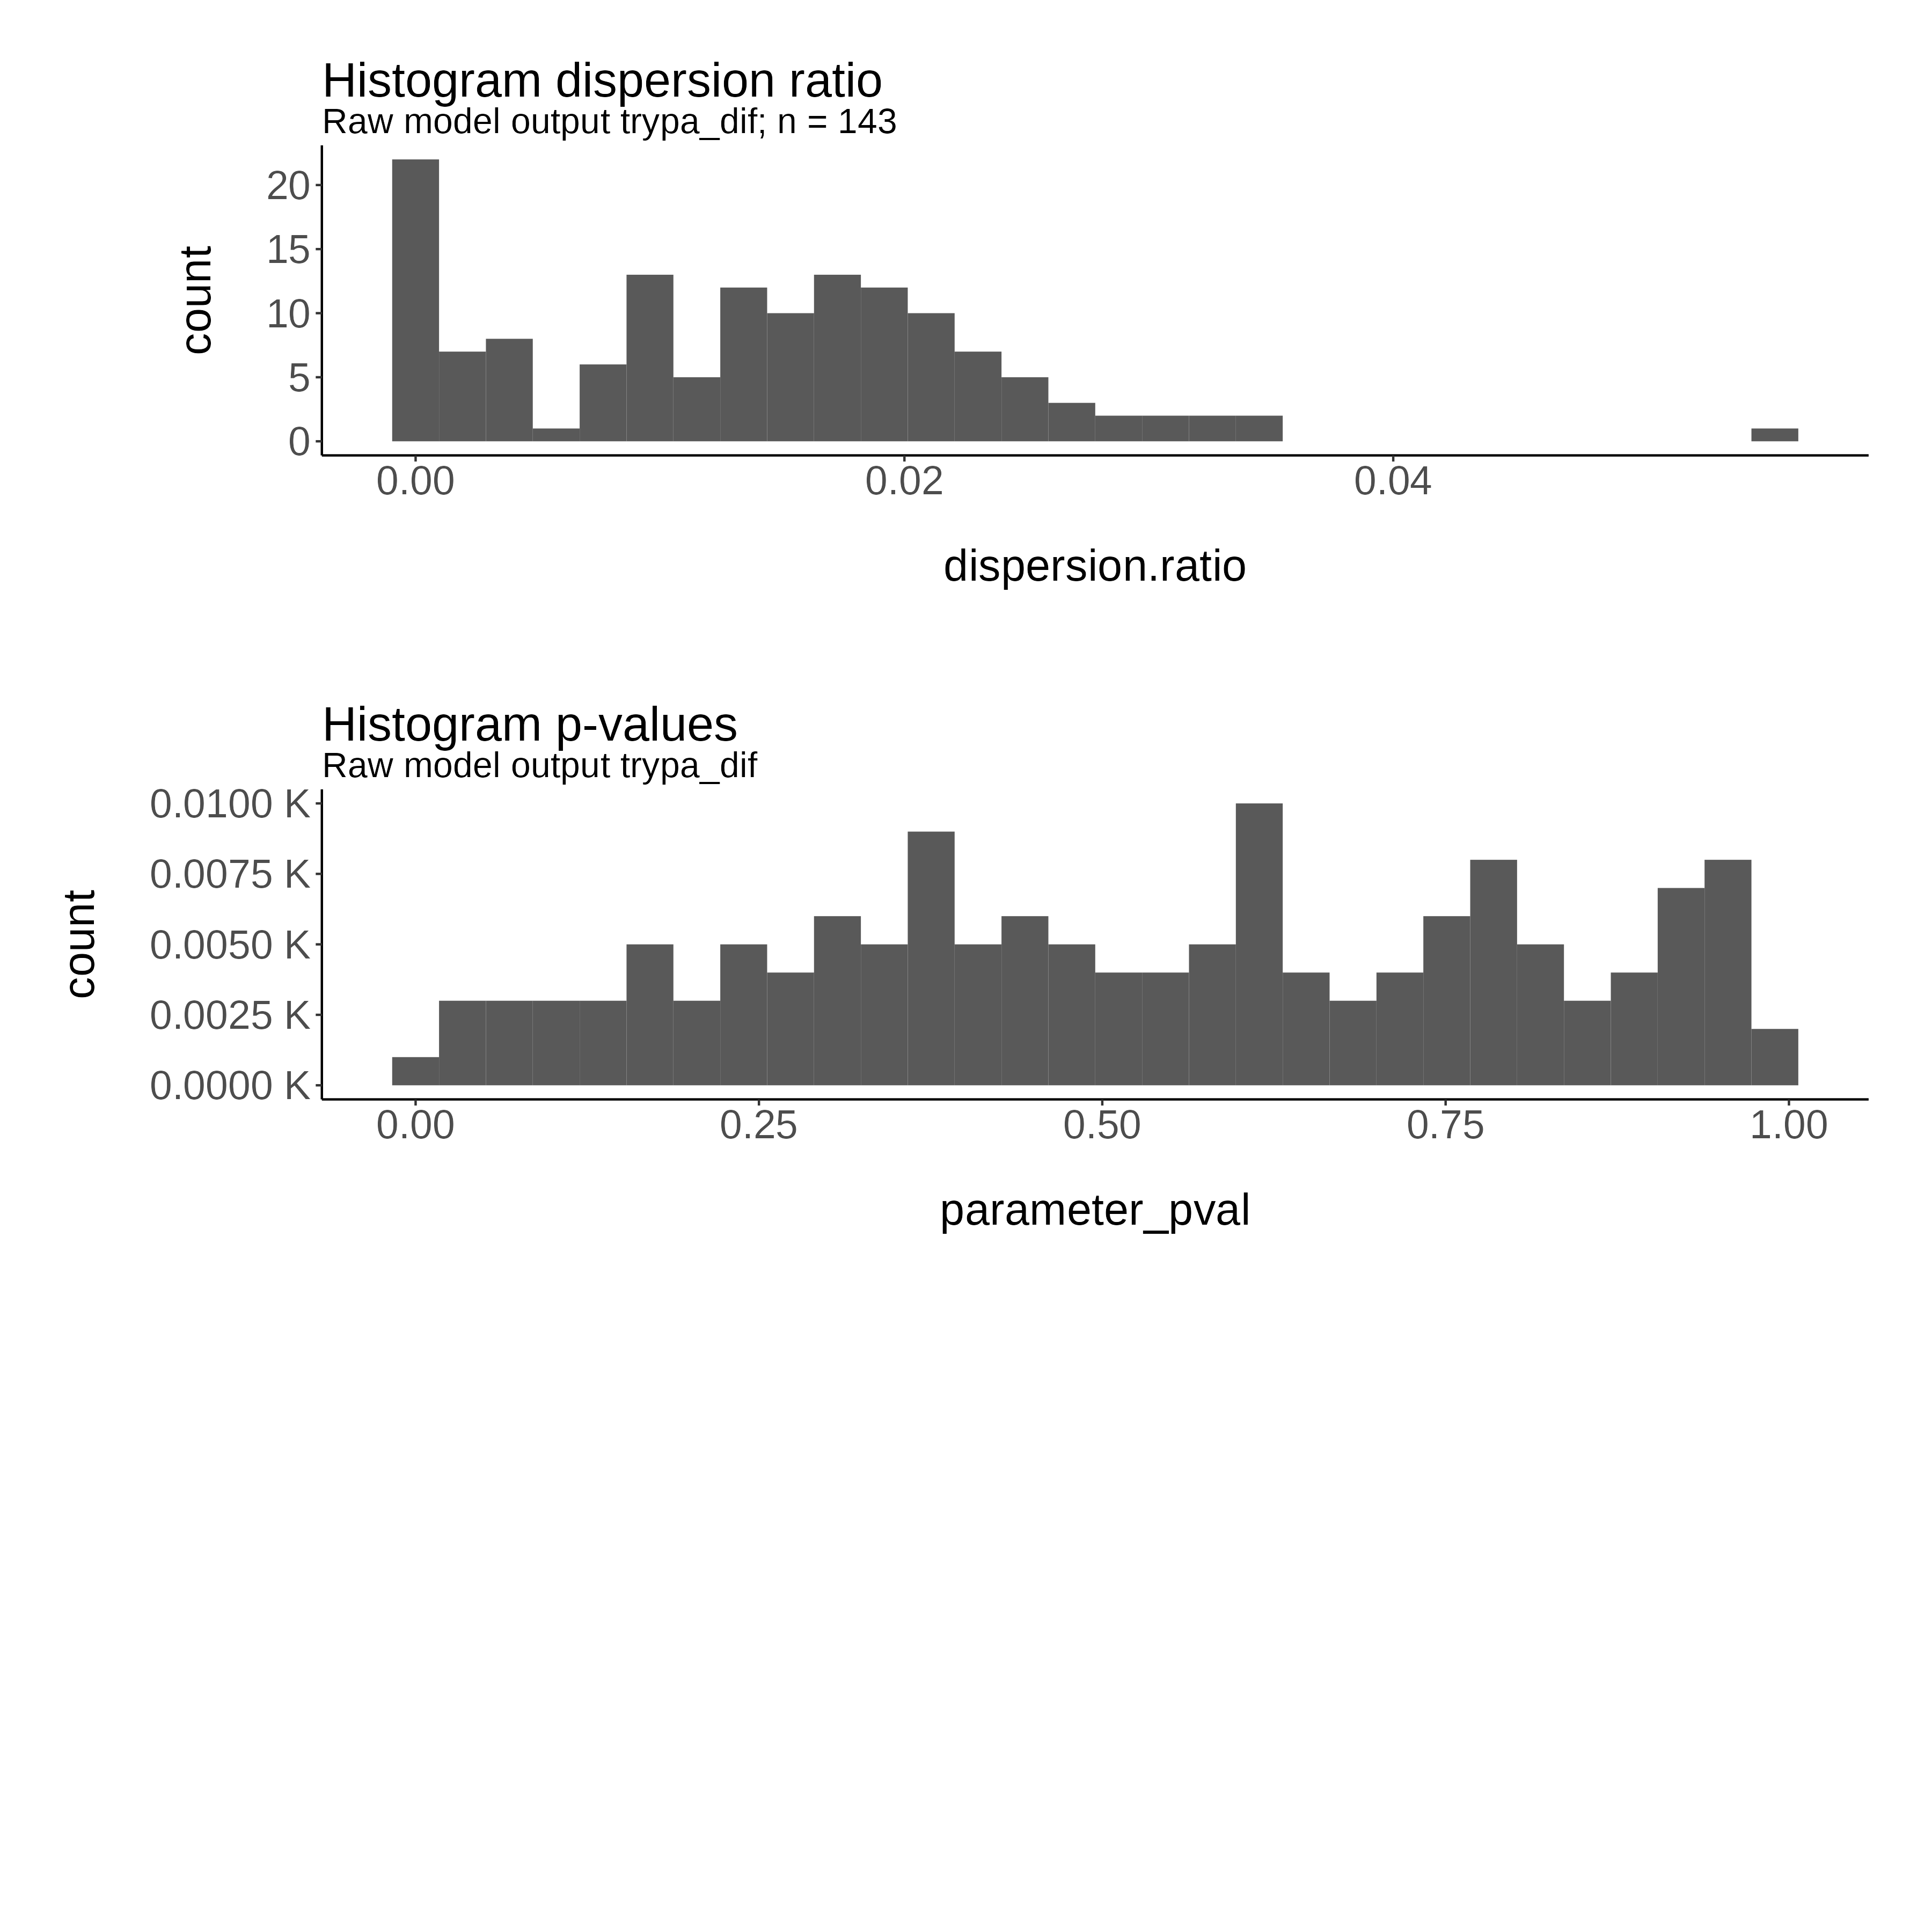 Histogram dispersion ratio
Raw model output trypa_dif; n = 143
20
15
10
5
0
count
0.00 0.02 0.04
dispersion.ratio
Histogram p-values
Raw model output trypa_dif
0.0100 K
0.0075 K
0.0050 K
0.0025 K
0.0000 K
count
0.00 0.25 0.50 0.75 1.00
parameter_pval